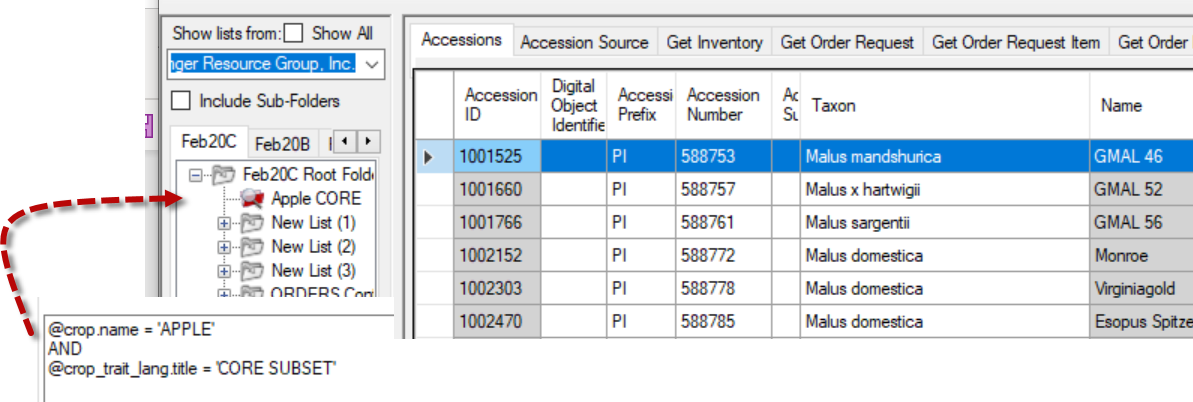 Show lists from: Show All
nger Resource Group, Inc.
Include Sub-Folders
Feb20C Feb20B
Feb20C Root Folde
Apple CORE
New List (1)
New List (2)
New List (3)
ORDERS Con
@crop.name = 'APPLE'
AND
@crop_trait_lang.title = 'CORE SUBSET'
Accessions Accession Source Get Inventory Get Order Request Get Order Request Item Get Order
Accession ID Digital Object Identifie Accessi Prefix Accession Number Ac Su Taxon Name
1001525 PI 588753 Malus mandshurica GMAL 46
1001660 PI 588757 Malus x hartwigii GMAL 52
1001766 PI 588761 Malus sargentii GMAL 56
1002152 PI 588772 Malus domestica Monroe
1002303 PI 588778 Malus domestica Virginiagold
1002470 PI 588785 Malus domestica Esopus Spitze